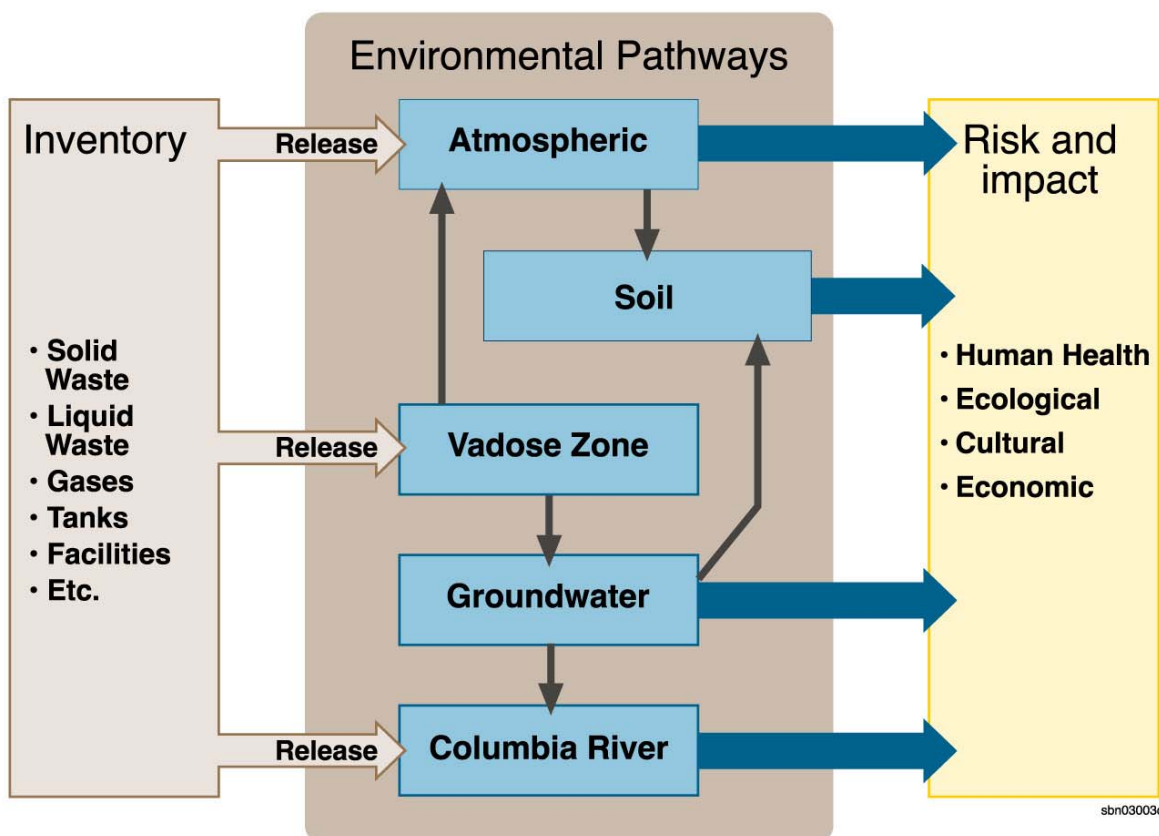 Environmental Pathways
Inventory
Release
Atmospheric
Risk and
impact
Soil
• Solid
Waste
• Liquid
Waste
• Gases
• Tanks
• Facilities
• Etc.
Release
Vadose Zone
• Human Health
• Ecological
• Cultural
• Economic
Groundwater
Release
Columbia River